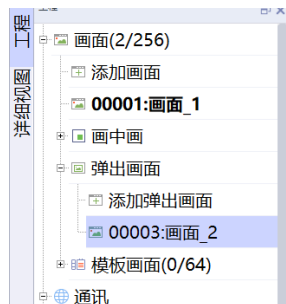 工程
详细视图
画面(2/256)
添加画面
00001:画面_1
画中画
弹出画面
添加弹出画面
00003:画面_2
模板画面(0/64)
通讯